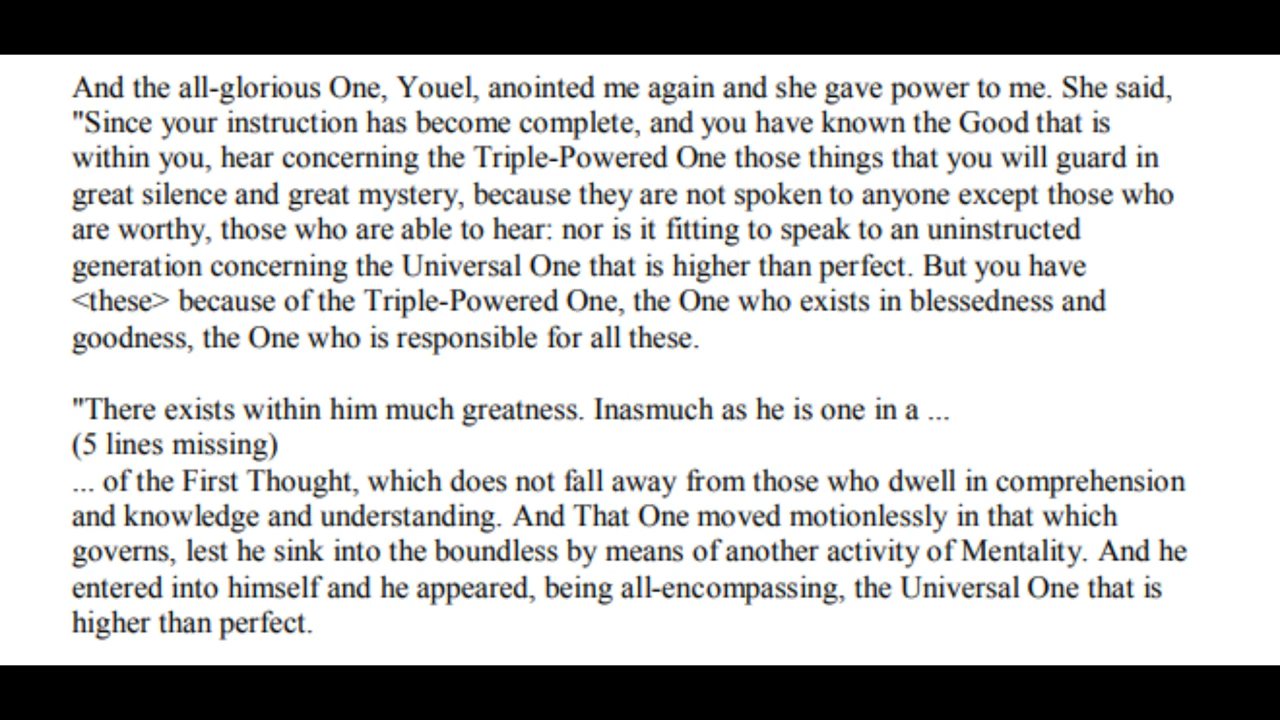 And the all-glorious One, Youel, anointed me again and she gave power to me. She said,
"Since your instruction has become complete, and you have known the Good that is
within you, hear concerning the Triple-Powered One those things that you will guard in
great silence and great mystery, because they are not spoken to anyone except those who
are worthy, those who are able to hear: nor is it fitting to speak to an uninstructed
generation concerning the Universal One that is higher than perfect. But you have
<these> because of the Triple-Powered One, the One who exists in blessedness and
goodness, the One who is responsible for all these.
"There exists within him much greatness. Inasmuch as he is one in a ...
(5 lines missing)
... of the First Thought, which does not fall away from those who dwell in comprehension
and knowledge and understanding. And That One moved motionlessly in that which
governs, lest he sink into the boundless by means of another activity of Mentality. And he
entered into himself and he appeared, being all-encompassing, the Universal One that is
higher than perfect.